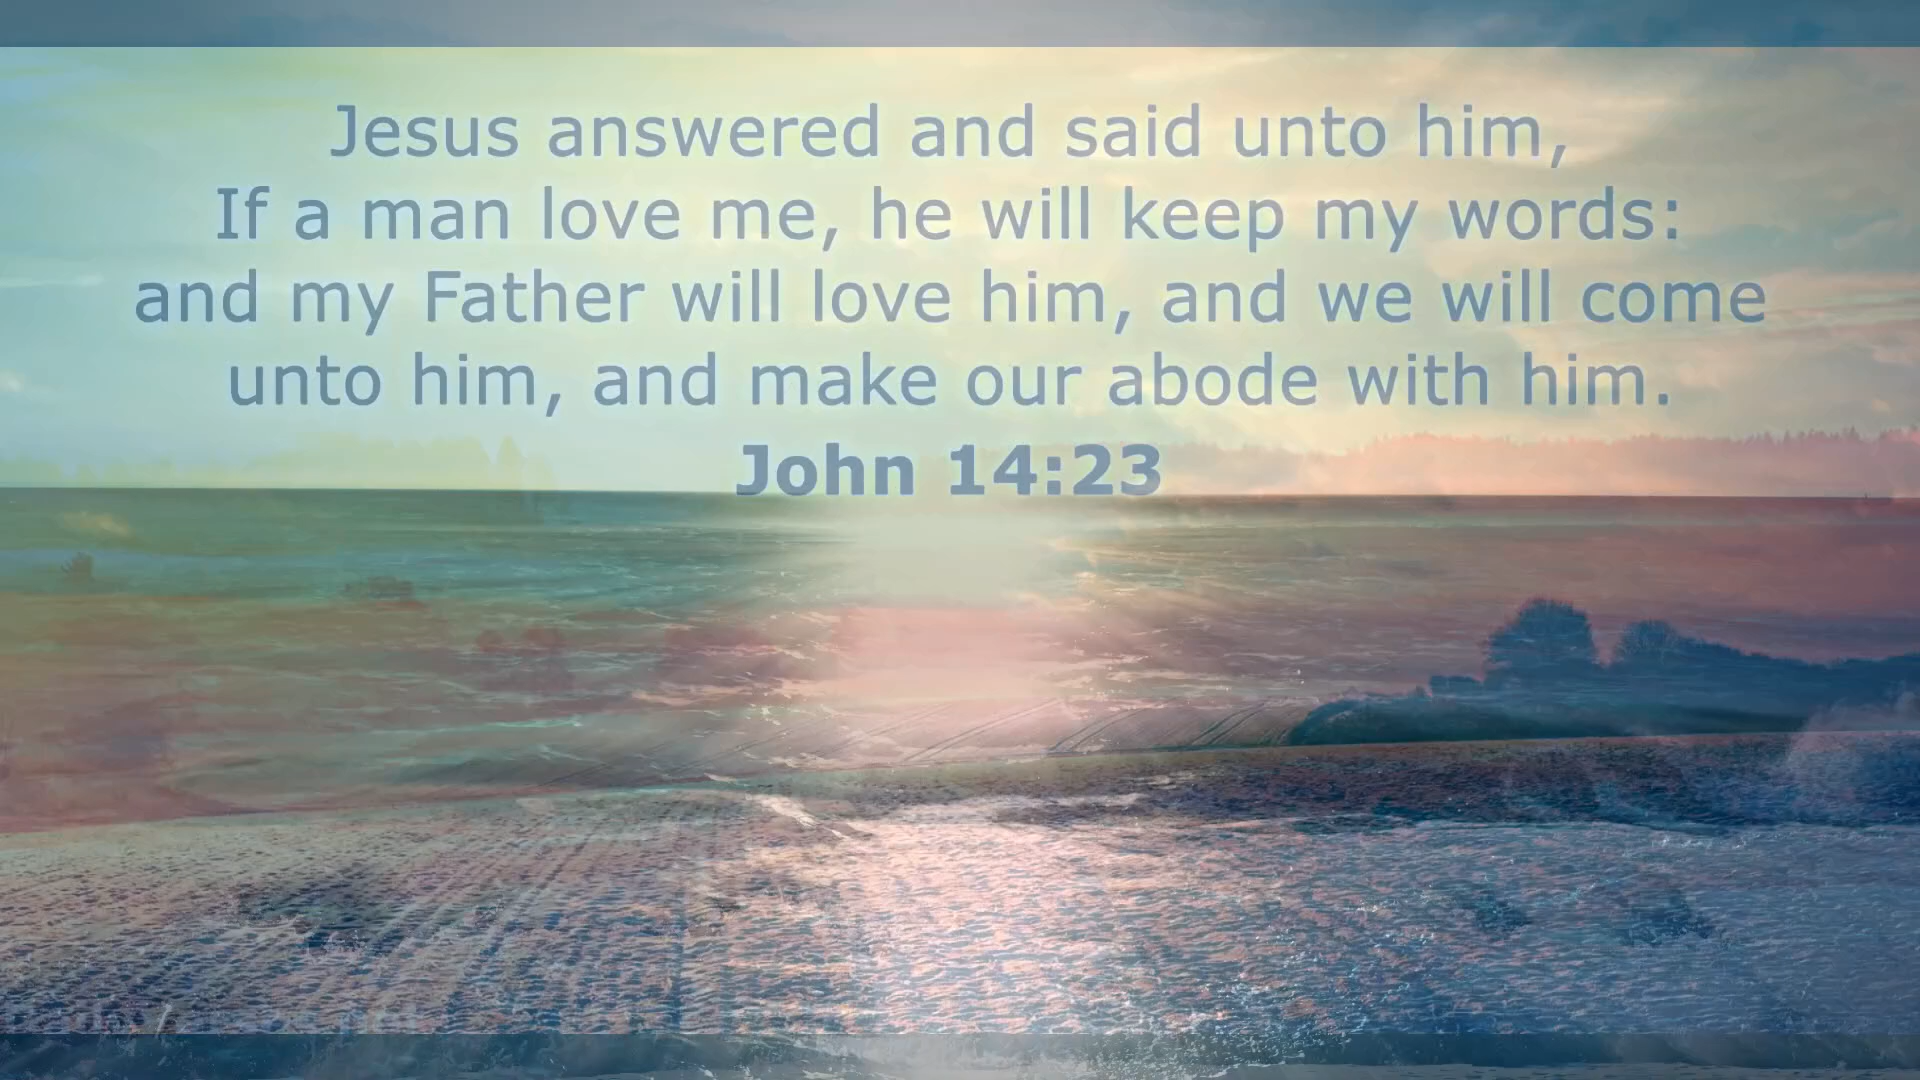 Jesus answered and said unto him,
If a man love me, he will keep my words:
and my Father will love him, and we will come
unto him, and make our abode with him.
John 14:23